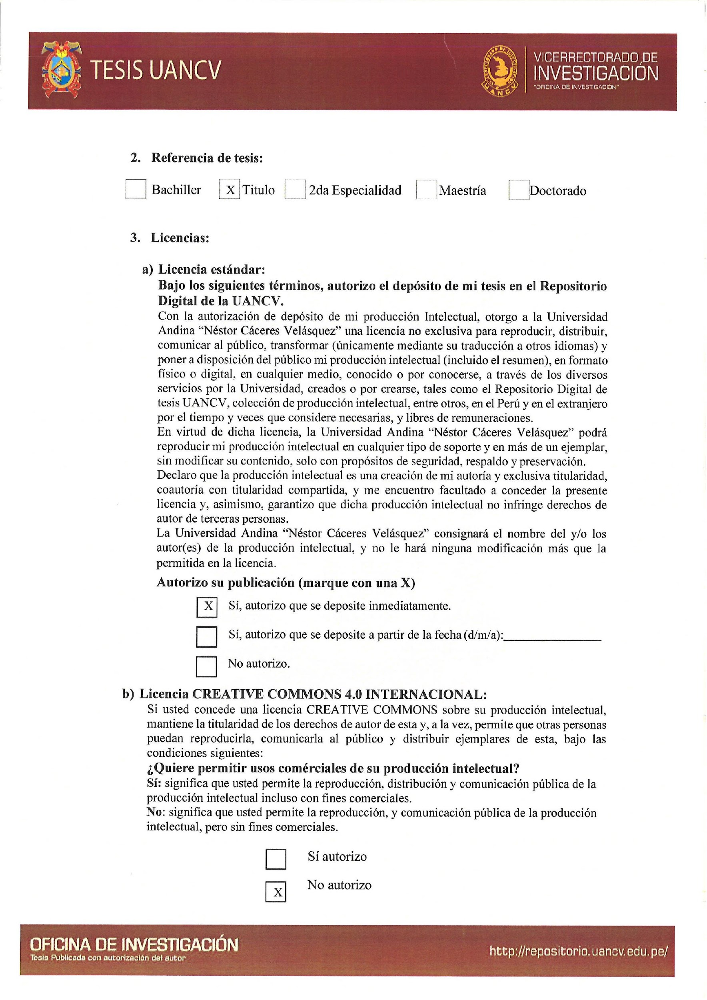 TESIS UANCV
VICERRECTORADO DE
INVESTIGACIÓN
"OFICINA DE INVESTIGACIÓN"
UANCV
2. Referencia de tesis:
Bachiller X Titulo 2da Especialidad Maestría Doctorado
3. Licencias:
a) Licencia estándar:
Bajo los siguientes términos, autorizo el depósito de mi tesis en el Repositorio
Digital de la UANCV.
Con la autorización de depósito de mi producción Intelectual, otorgo a la Universidad
Andina “Néstor Cáceres Velásquez” una licencia no exclusiva para reproducir, distribuir,
comunicar al público, transformar (únicamente mediante su traducción a otros idiomas) y
poner a disposición del público mi producción intelectual (incluido el resumen), en formato
físico o digital, en cualquier medio, conocido o por conocerse, a través de los diversos
servicios por la Universidad, creados o por crearse, tales como el Repositorio Digital de
tesis UANCV, colección de producción intelectual, entre otros, en el Perú y en el extranjero
por el tiempo y veces que considere necesarias, y libres de remuneraciones.
En virtud de dicha licencia, la Universidad Andina “Néstor Cáceres Velásquez” podrá
reproducir mi producción intelectual en cualquier tipo de soporte y en más de un ejemplar,
sin modificar su contenido, solo con propósitos de seguridad, respaldo y preservación.
Declaro que la producción intelectual es una creación de mi autoría y exclusiva titularidad,
coautoría con titularidad compartida, y me encuentro facultado a conceder la presente
licencia y, asimismo, garantizo que dicha producción intelectual no infringe derechos de
autor de terceras personas.
La Universidad Andina “Néstor Cáceres Velásquez” consignará el nombre del y/o los
autor(es) de la producción intelectual, y no le hará ninguna modificación más que la
permitida en la licencia.
Autorizo su publicación (marque con una X)
X Sí, autorizo que se deposite inmediatamente.
Sí, autorizo que se deposite a partir de la fecha (d/m/a):
No autorizo.
b) Licencia CREATIVE COMMONS 4.0 INTERNACIONAL:
Si usted concede una licencia CREATIVE COMMONS sobre su producción intelectual,
mantiene la titularidad de los derechos de autor de esta y, a la vez, permite que otras personas
puedan reproducirla, comunicarla al público y distribuir ejemplares de esta, bajo las
condiciones siguientes:
¿Quiere permitir usos comérciales de su producción intelectual?
Sí: significa que usted permite la reproducción, distribución y comunicación pública de la
producción intelectual incluso con fines comerciales.
No: significa que usted permite la reproducción, y comunicación pública de la producción
intelectual, pero sin fines comerciales.
Sí autorizo
X No autorizo
OFICINA DE INVESTIGACIÓN
Tesis Publicada con autorización del autor
http://repositorio.uancv.edu.pe/